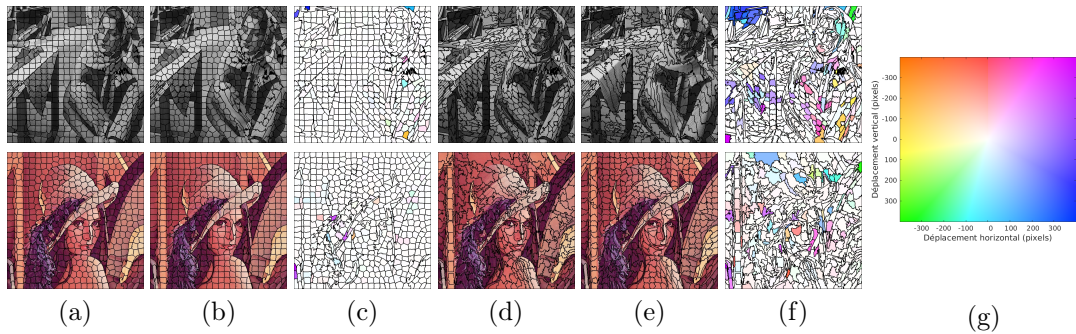 Déplacement vertical (pixels)
-300
-200
-100
0
100
200
300
-300 -200 -100 0 100 200 300
Déplacement horizontal (pixels)
(a) (b) (c) (d) (e) (f) (g)